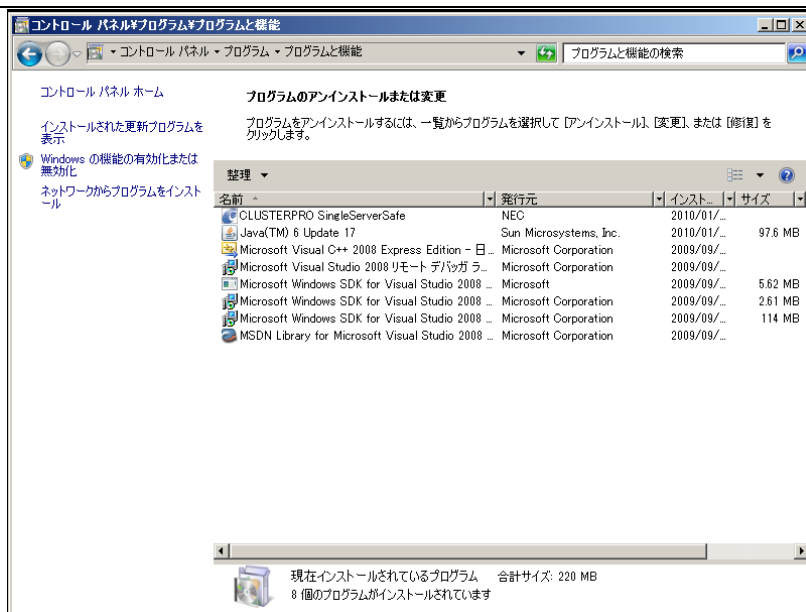 コントロール パネル¥プログラム¥プログラムと機能
コントロール パネル ▾ プログラム ▾ プログラムと機能
プログラムと機能の検索
コントロール パネル ホーム
インストールされた更新プログラムを
表示
Windows の機能の有効化または
無効化
ネットワークからプログラムをインスト
ール
プログラムのアンインストールまたは変更
プログラムをアンインストールするには、一覧からプログラムを選択して [アンインストール]、[変更]、または [修復] を
クリックします。
整理
名前 発行元 インスト... サイズ
CLUSTERPRO SingleServerSafe NEC 2010/01/...
Java(TM) 6 Update 17 Sun Microsystems, Inc. 2010/01/... 97.6 MB
Microsoft Visual C++ 2008 Express Edition - 日... Microsoft Corporation 2009/09/...
Microsoft Visual Studio 2008 リモート デバッガ ラ... Microsoft Corporation 2009/09/...
Microsoft Windows SDK for Visual Studio 2008 ... Microsoft 2009/09/... 5.62 MB
Microsoft Windows SDK for Visual Studio 2008 ... Microsoft Corporation 2009/09/... 2.61 MB
Microsoft Windows SDK for Visual Studio 2008 ... Microsoft Corporation 2009/09/... 114 MB
MSDN Library for Microsoft Visual Studio 2008 ... Microsoft Corporation 2009/09/...
現在インストールされているプログラム 合計サイズ: 220 MB
8 個のプログラムがインストールされています